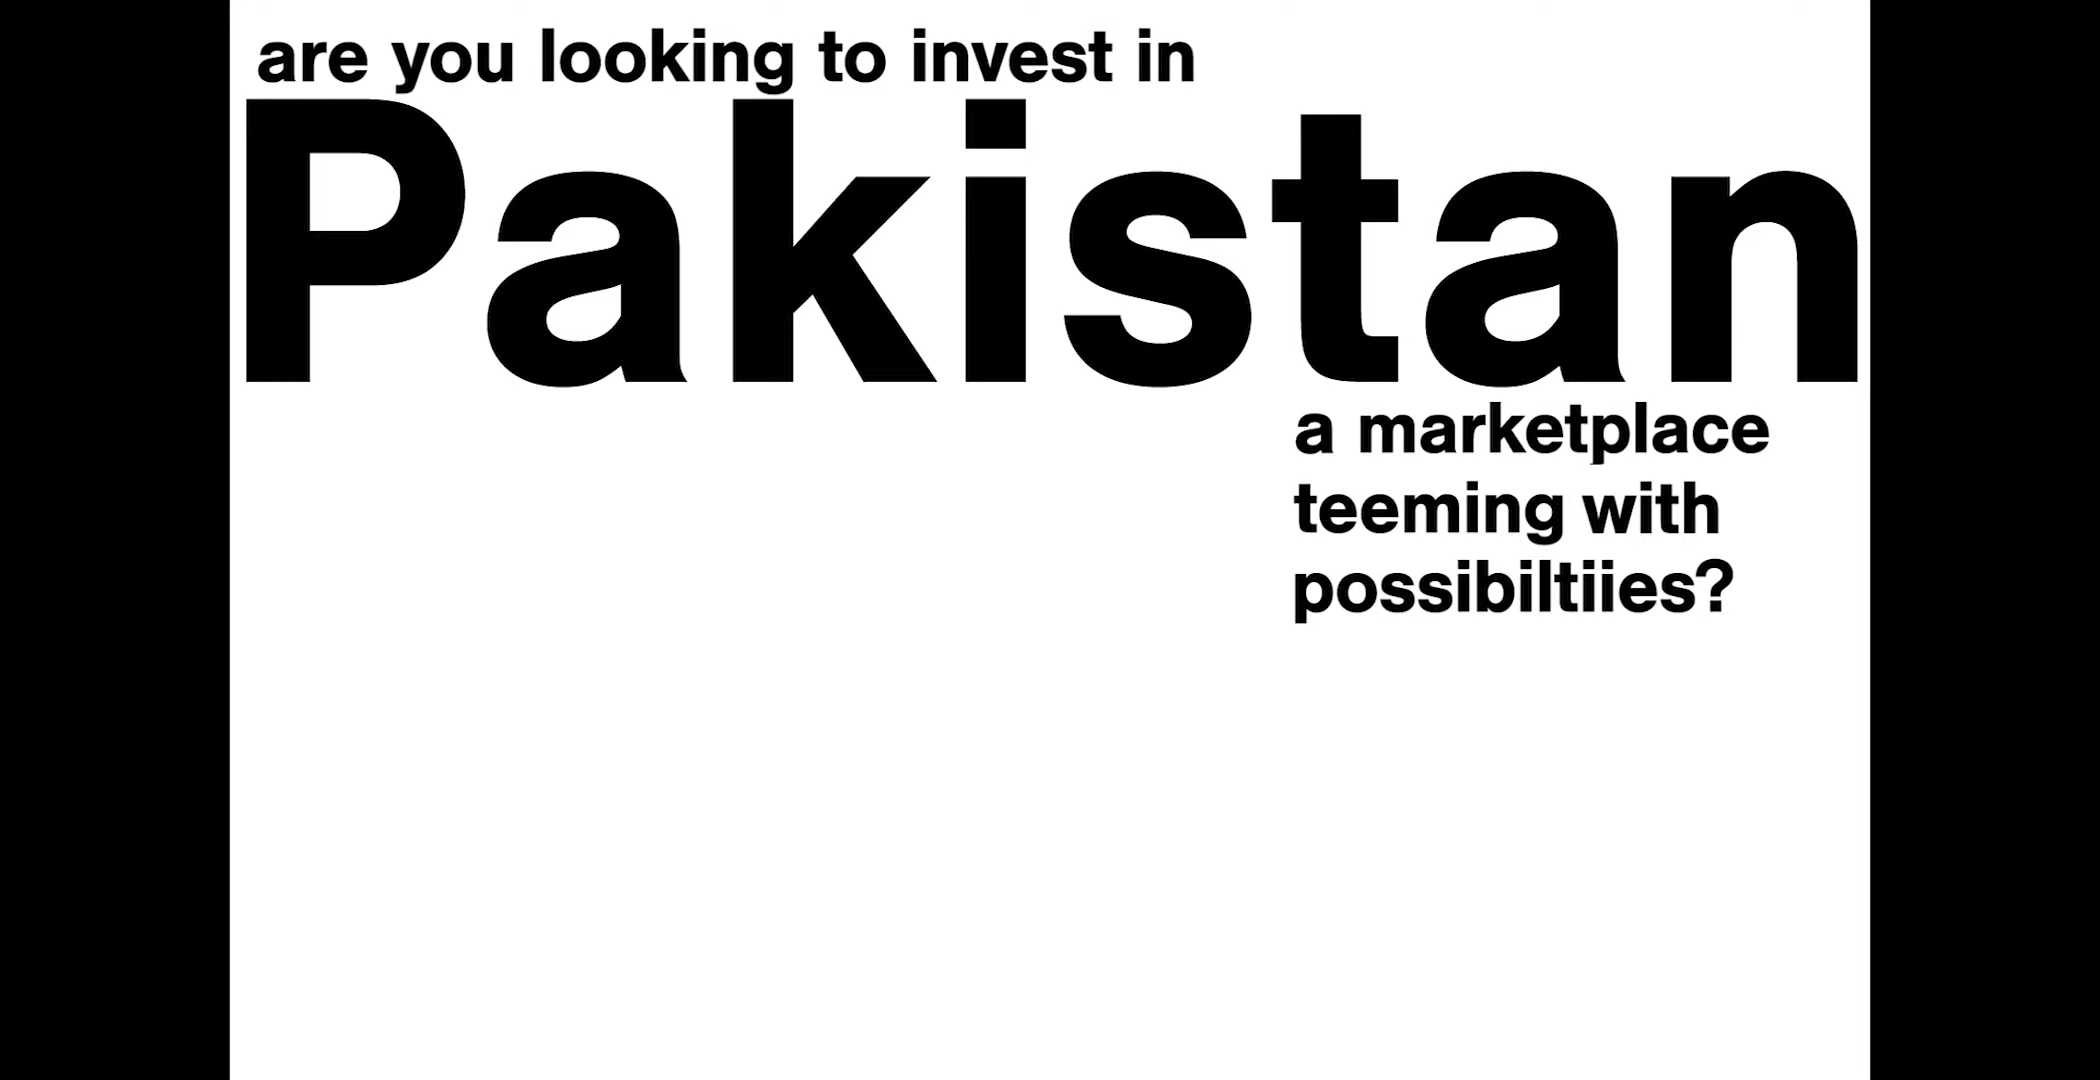 are you looking to invest in
Pakistan
a marketplace
teeming with
possibiltiies?